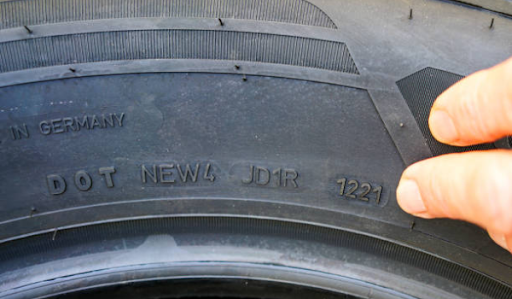 IN GERMANY
DOT NEW4 JD1R 1221